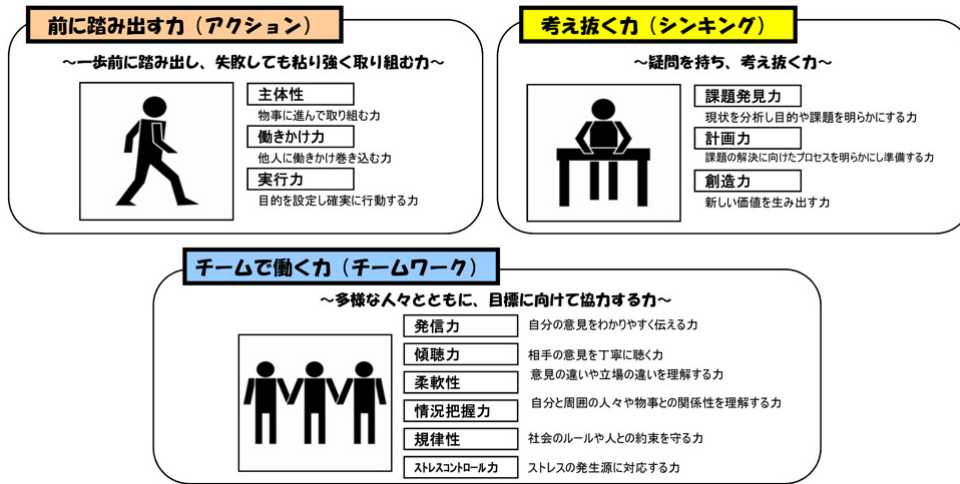 前に踏み出す力（アクション）
～一歩前に踏み出し、失敗しても粘り強く取り組む力～
主体性
物事に進んで取り組む力
働きかけ力
他人に働きかけ巻き込む力
実行力
目的を設定し確実に行動する力
考え抜く力（シンキング）
～疑問を持ち、考え抜く力～
課題発見力
現状を分析し目的や課題を明らかにする力
計画力
課題の解決に向けたプロセスを明らかにし準備する力
創造力
新しい価値を生み出す力
チームで働く力（チームワーク）
～多様な人々とともに、目標に向けて協力する力～
発信力
自分の意見をわかりやすく伝える力
傾聴力
相手の意見を丁寧に聴く力
柔軟性
意見の違いや立場の違いを理解する力
情況把握力
自分と周囲の人々や物事との関係性を理解する力
規律性
社会のルールや人との約束を守る力
ストレスコントロール力
ストレスの発生源に対応する力